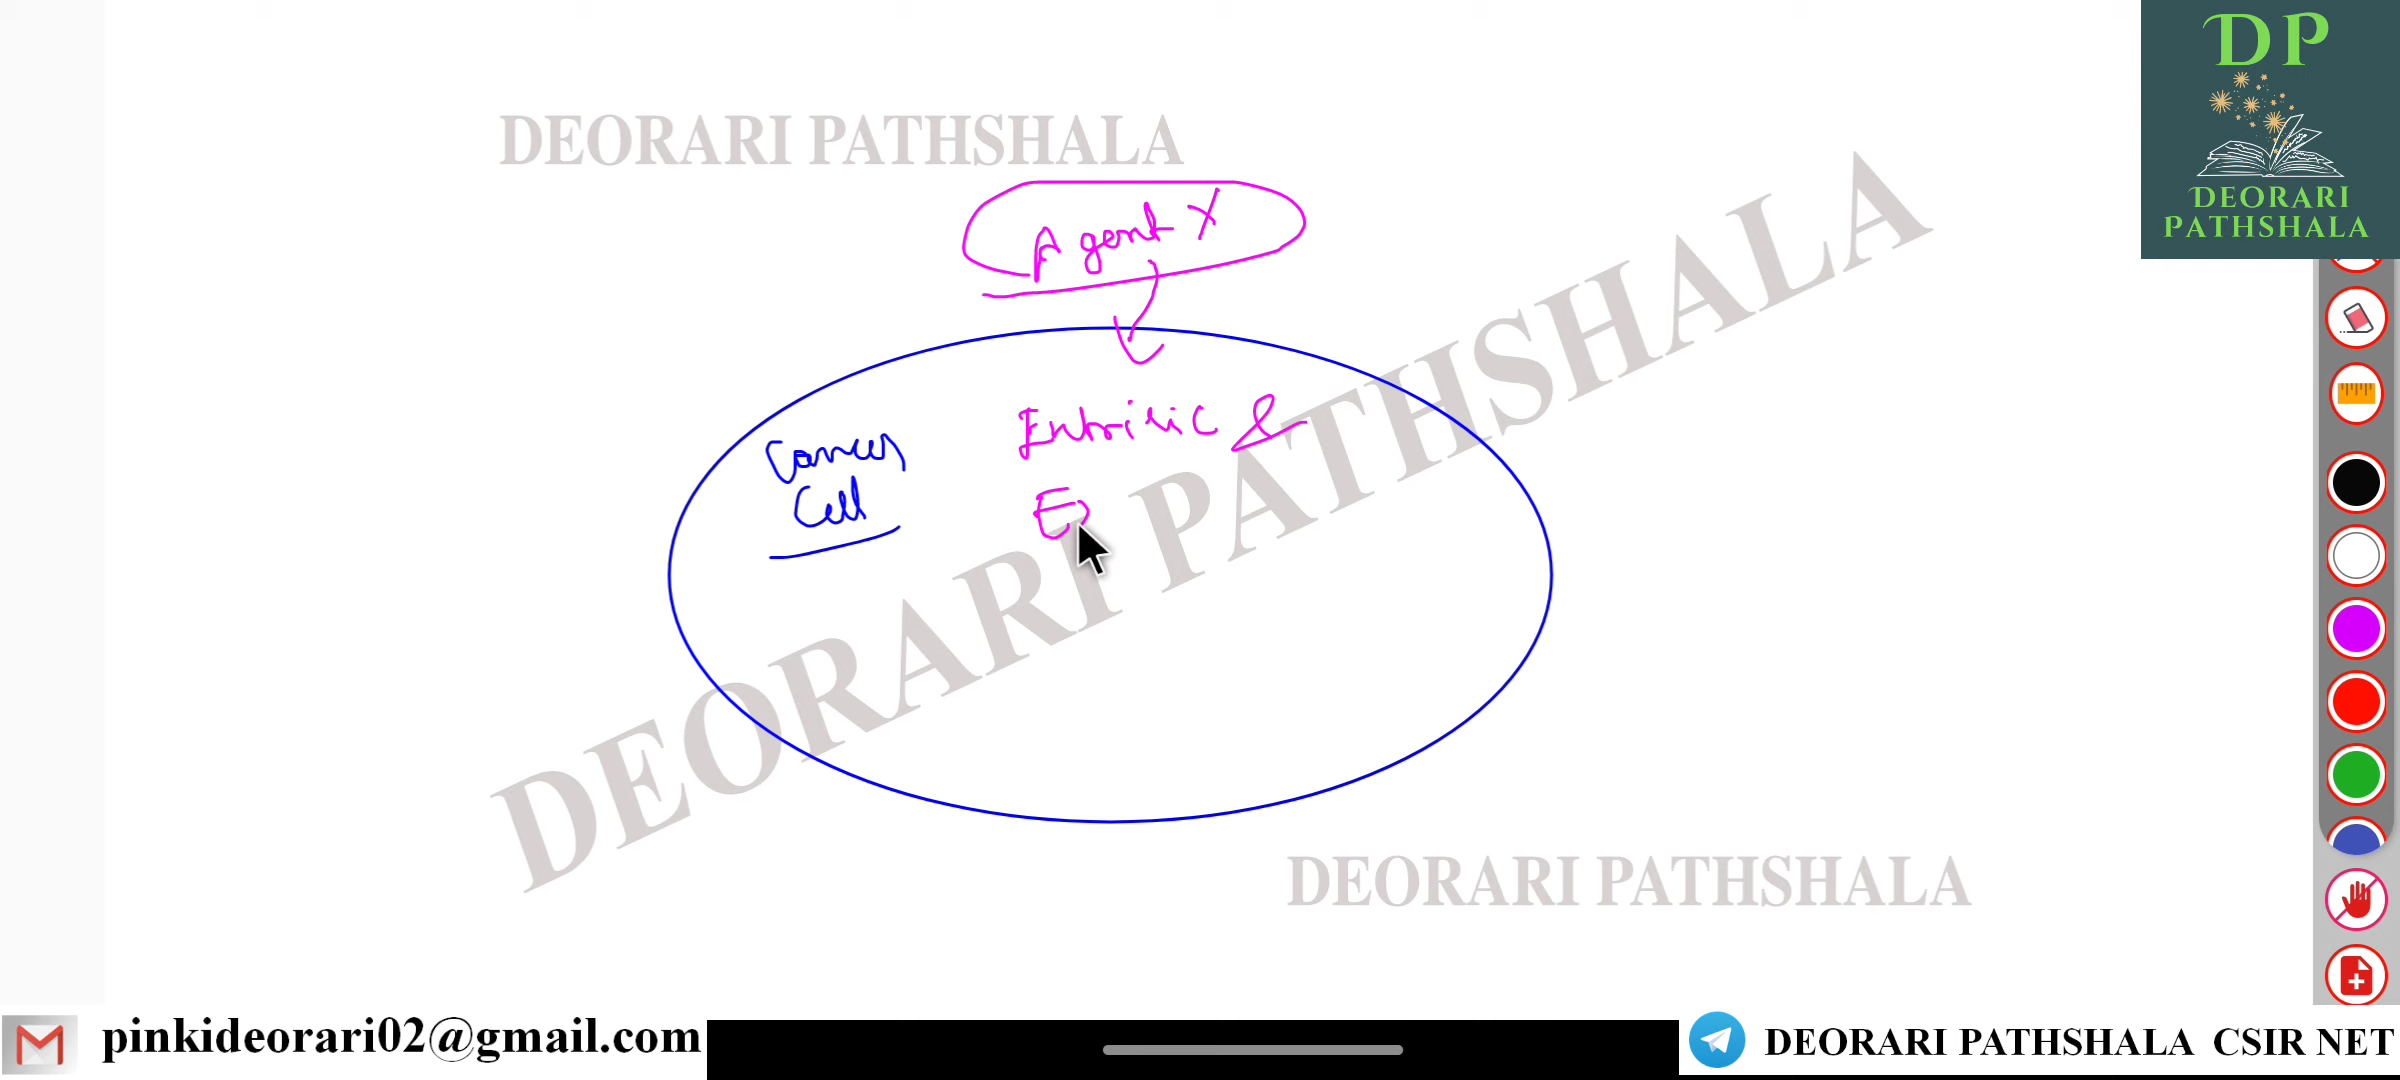 DP
DEORARI
PATHSHALA
DEORARI PATHSHALA
Agent X
DEORARI PATHSHALA
Cancer
Cell
Intrisic &
E
DEORARI PATHSHALA
pinkideorari02@gmail.com
DEORARI PATHSHALA CSIR NET